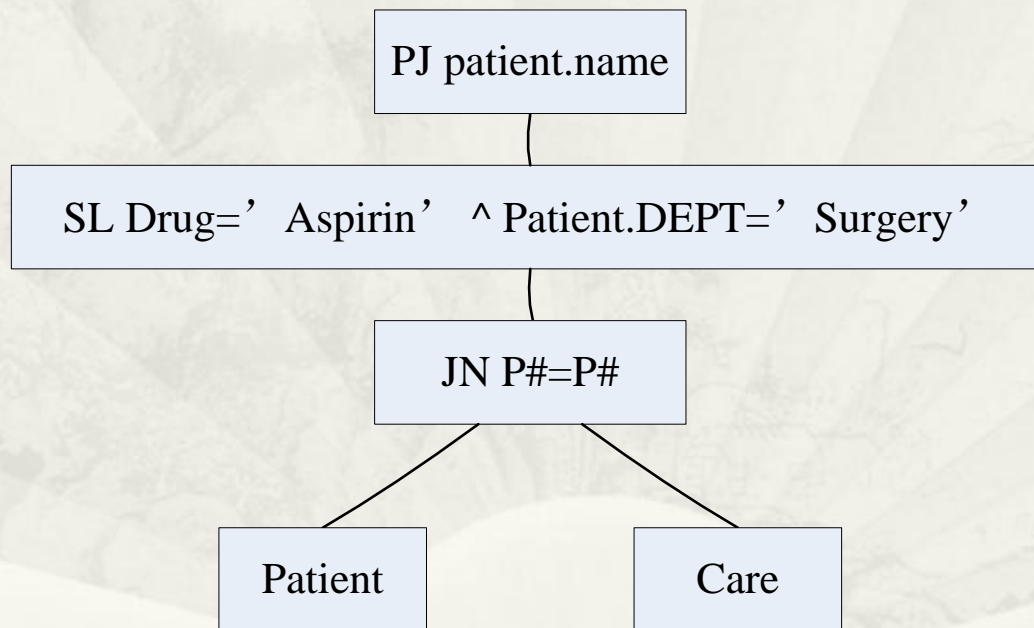 PJ patient.name
SL Drug=’ Aspirin’ ^ Patient.DEPT=’ Surgery’
JN P#=P#
Patient
Care